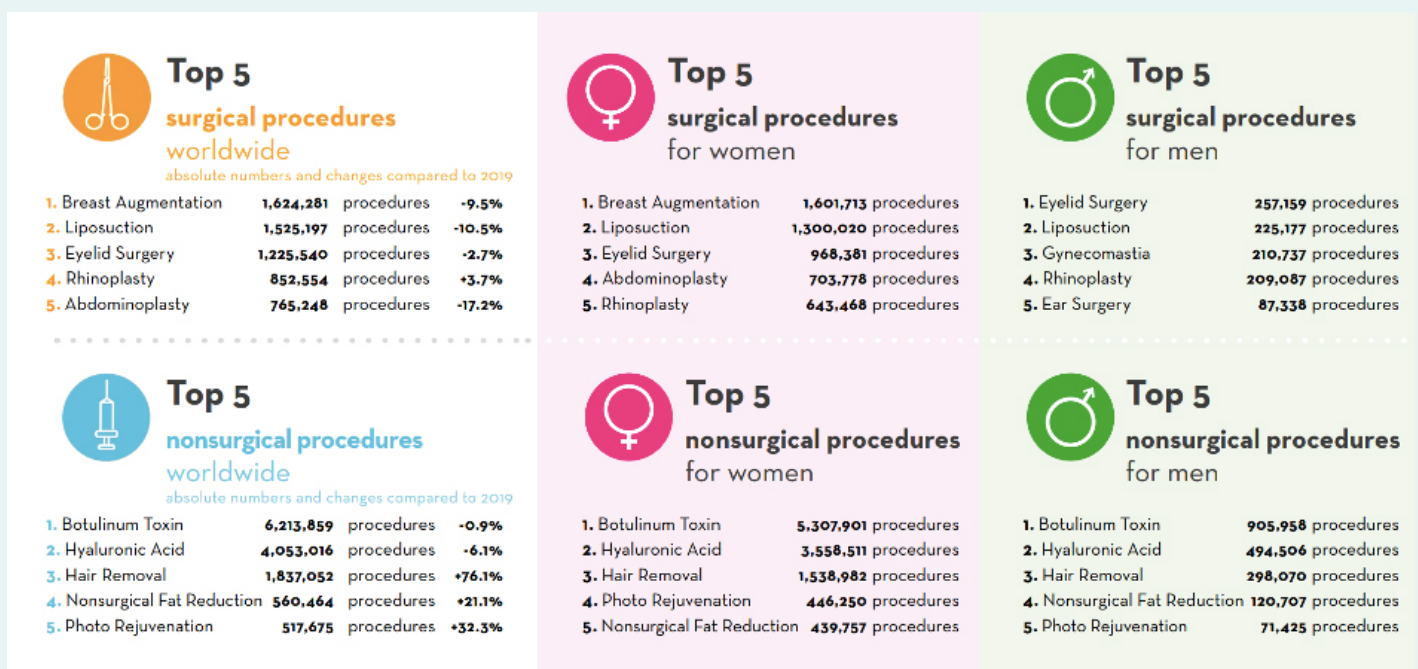 Top 5
surgical procedures
worldwide
absolute numbers and changes compared to 2019
1. Breast Augmentation 1,624,281 procedures -9.5%
2. Liposuction 1,525,197 procedures -10.5%
3. Eyelid Surgery 1,225,540 procedures -2.7%
4. Rhinoplasty 852,554 procedures +3.7%
5. Abdominoplasty 765,248 procedures -17.2%
Top 5
surgical procedures
for women
1. Breast Augmentation 1,601,713 procedures
2. Liposuction 1,300,020 procedures
3. Eyelid Surgery 968,381 procedures
4. Abdominoplasty 703,778 procedures
5. Rhinoplasty 643,468 procedures
Top 5
surgical procedures
for men
1. Eyelid Surgery 257,159 procedures
2. Liposuction 225,177 procedures
3. Gynecomastia 210,737 procedures
4. Rhinoplasty 209,087 procedures
5. Ear Surgery 87,338 procedures
Top 5
nonsurgical procedures
worldwide
absolute numbers and changes compared to 2019
1. Botulinum Toxin 6,213,859 procedures -0.9%
2. Hyaluronic Acid 4,053,016 procedures -6.1%
3. Hair Removal 1,837,052 procedures +76.1%
4. Nonsurgical Fat Reduction 560,464 procedures +21.1%
5. Photo Rejuvenation 517,675 procedures +32.3%
Top 5
nonsurgical procedures
for women
1. Botulinum Toxin 5,307,901 procedures
2. Hyaluronic Acid 3,558,511 procedures
3. Hair Removal 1,538,982 procedures
4. Photo Rejuvenation 446,250 procedures
5. Nonsurgical Fat Reduction 439,757 procedures
Top 5
nonsurgical procedures
for men
1. Botulinum Toxin 905,958 procedures
2. Hyaluronic Acid 494,506 procedures
3. Hair Removal 298,070 procedures
4. Nonsurgical Fat Reduction 120,707 procedures
5. Photo Rejuvenation 71,425 procedures